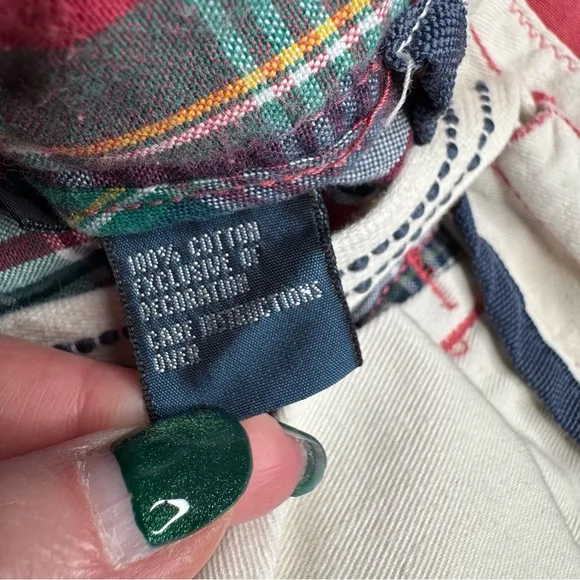 100% COTTON
EXCLUSIVE OF
DECORATION
CARE INSTRUCTIONS
OVER